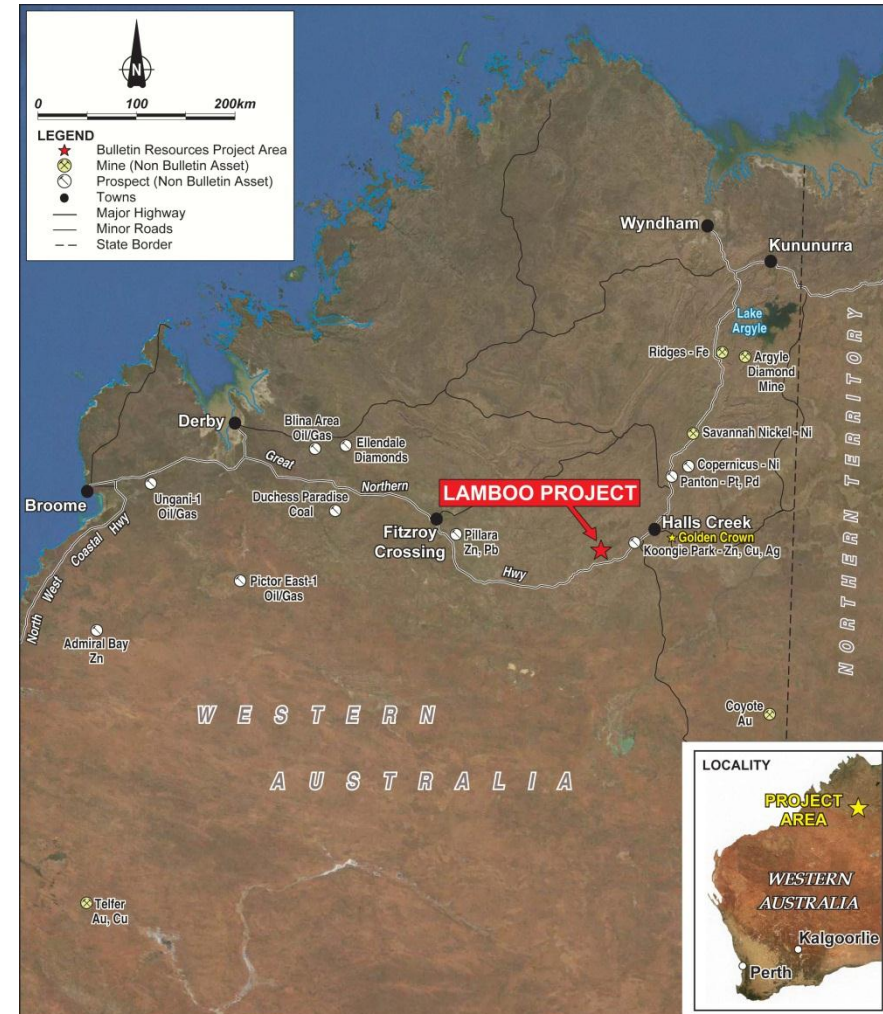 N
0 100 200km
LEGEND
Bulletin Resources Project Area
Mine (Non Bulletin Asset)
Prospect (Non Bulletin Asset)
Towns
Major Highway
Minor Roads
State Border
Wyndham
Kununurra
Lake
Argyle
Ridges - Fe
Argyle
Diamond
Mine
NORTHERN TERRITORY
Derby
Blina Area
Oil/Gas
Ellendale
Diamonds
Savannah Nickel - Ni
Copernicus - Ni
Panton - Pt, Pd
Great Northern Hwy
LAMBOO PROJECT
Broome
Ungani-1
Oil/Gas
Duchess Paradise
Coal
Fitzroy
Crossing
Pillara
Zn, Pb
Halls Creek
Golden Crown
Koongie Park - Zn, Cu, Ag
North West Coastal Hwy
Pictor East-1
Oil/Gas
Admiral Bay
Zn
WESTERN
AUSTRALIA
Coyote
Au
Telfer
Au, Cu
LOCALITY
PROJECT
AREA
WESTERN
AUSTRALIA
Kalgoorlie
Perth